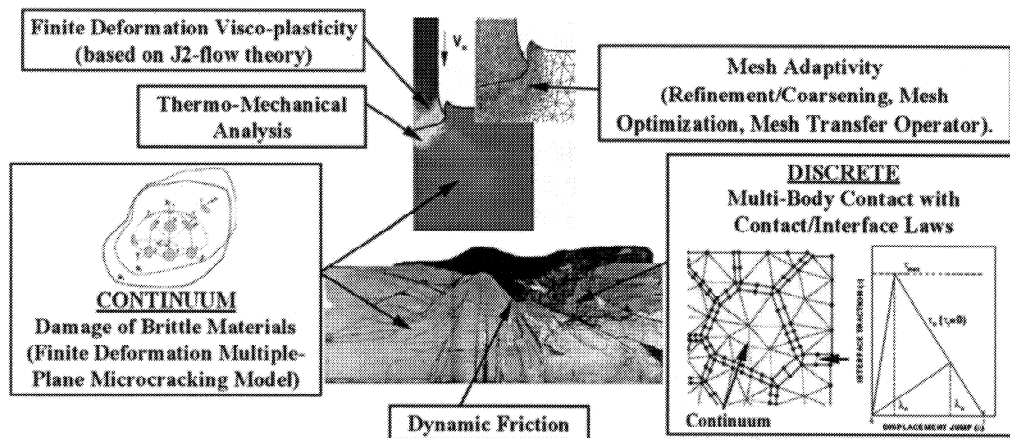 Finite Deformation Visco-plasticity
(based on J2-flow theory)
Thermo-Mechanical
Analysis
Mesh Adaptivity
(Refinement/Coarsening, Mesh
Optimization, Mesh Transfer Operator).
CONTINUUM
Damage of Brittle Materials
(Finite Deformation Multiple-
Plane Microcracking Model)
DISCRETE
Multi-Body Contact with
Contact/Interface Laws
INTERFACE TRACTION
Continuum
DISPLACEMENT JUMP
Dynamic Friction